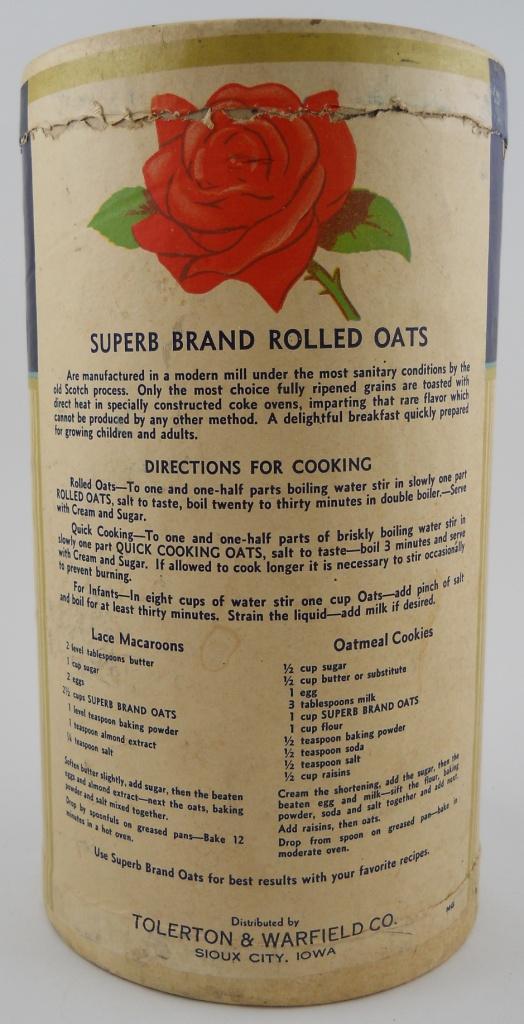 SUPERB BRAND ROLLED OATS
Are manufactured in a modern mill under the most sanitary conditions by the
old Scotch process. Only the most choice fully ripened grains are toasted with
direct heat in specially constructed coke ovens, imparting that rare flavor which
cannot be produced by any other method. A delightful breakfast quickly prepared
for growing children and adults.
DIRECTIONS FOR COOKING
Rolled Oats—To one and one-half parts boiling water stir in slowly one part
ROLLED OATS, salt to taste, boil twenty to thirty minutes in double boiler.—Serve
with Cream and Sugar.
Quick Cooking—To one and one-half parts of briskly boiling water stir in
slowly one part QUICK COOKING OATS, salt to taste—boil 3 minutes and serve
with Cream and Sugar. If allowed to cook longer it is necessary to stir occasionally
to prevent burning.
For Infants—In eight cups of water stir one cup Oats—add pinch of salt
and boil for at least thirty minutes. Strain the liquid—add milk if desired.
Lace Macaroons
2 level tablespoons butter
1 cup sugar
2 eggs
2½ cups SUPERB BRAND OATS
1 level teaspoon baking powder
1 teaspoon almond extract
¼ teaspoon salt
Soften butter slightly, add sugar, then the beaten
eggs and almond extract—next the oats, baking
powder and salt mixed together.
Drop by spoonfuls on greased pans—Bake 12
minutes in a hot oven.
Oatmeal Cookies
½ cup sugar
½ cup butter or substitute
1 egg
3 tablespoons milk
1 cup SUPERB BRAND OATS
1 cup flour
½ teaspoon baking powder
½ teaspoon soda
½ teaspoon salt
½ cup raisins
Cream the shortening, add the sugar, then the
beaten egg and milk—sift the flour, baking
powder, soda and salt together and add next.
Add raisins, then oats.
Drop from spoon on greased pan—bake in
moderate oven.
Use Superb Brand Oats for best results with your favorite recipes.
Distributed by
TOLERTON & WARFIELD CO.
SIOUX CITY, IOWA